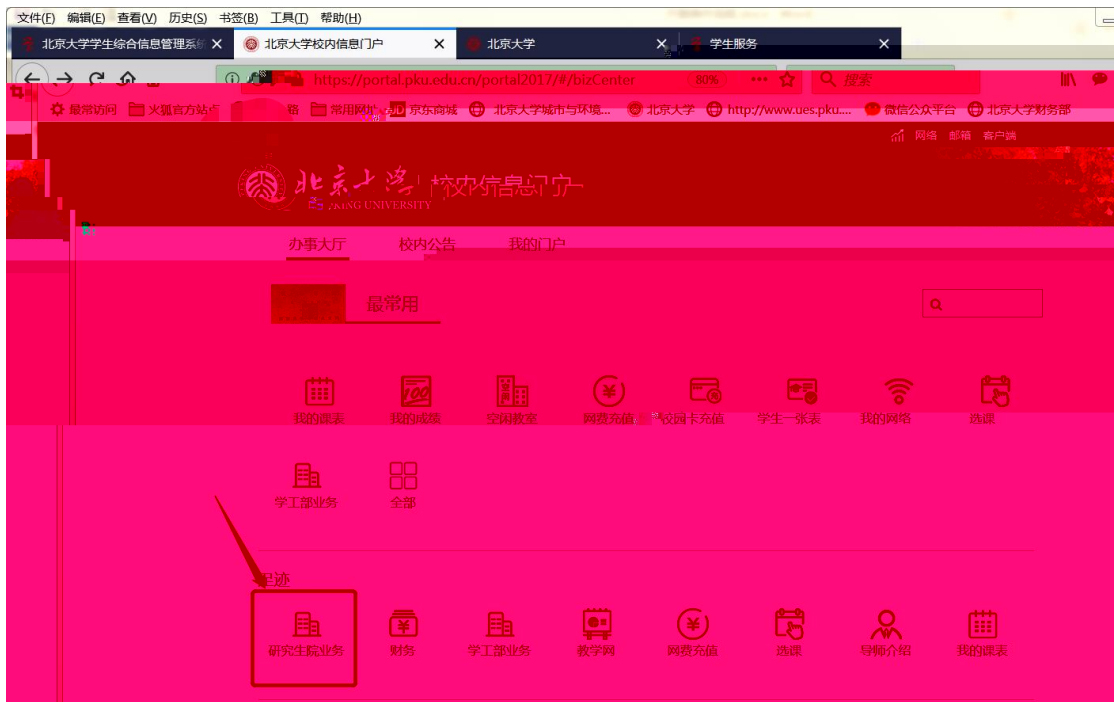 文件(F) 编辑(E) 查看(V) 历史(S) 书签(B) 工具(T) 帮助(H)
北京大学学生综合信息管理系统 × 北京大学校内信息门户 × 北京大学 × 学生服务 ×
https://portal.pku.edu.cn/portal2017/#/bizCenter 80% ··· 搜索
最常访问 火狐官方站点 常用网址 JD 京东商城 北京大学城市与环境... 北京大学 http://www.ues.pku.... 微信公众平台 北京大学财务部
网络 邮箱 客户端
北京大学 校内信息门户
UNIVERSITY
办事大厅 校内公告 我的门户
最常用
我的课表 我的成绩 空闲教室 网费充值 校园卡充值 学生一张表 我的网络 选课
学工部业务 全部
足迹
研究生院业务 财务 学工部业务 教学网 网费充值 选课 导师介绍 我的课表